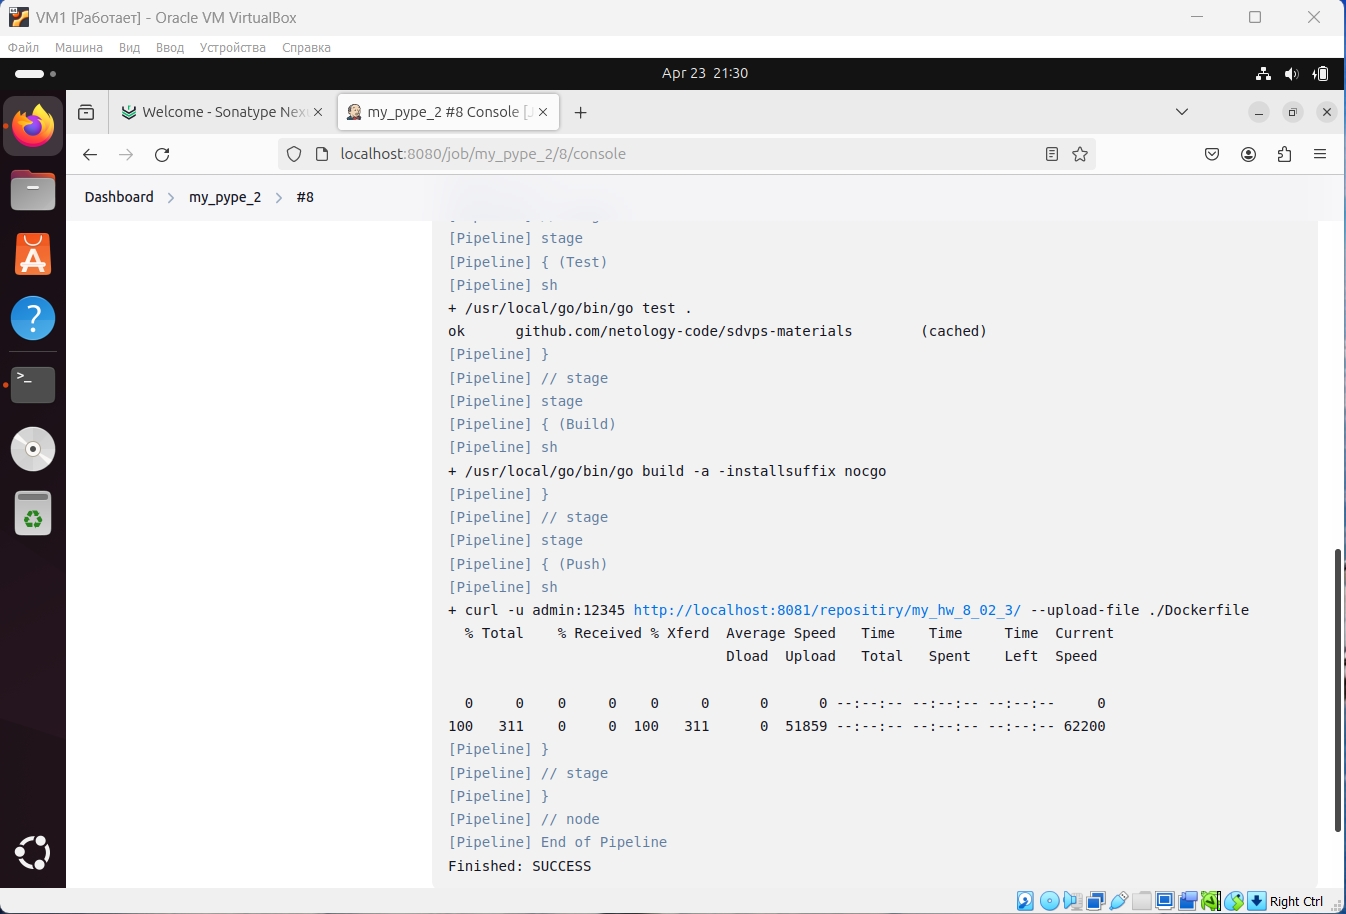 VM1 [Работает] - Oracle VM VirtualBox
Файл Машина Вид Ввод Устройства Справка
Apr 23 21:30
Welcome - Sonatype Nex
my_pype_2 #8 Console [
localhost:8080/job/my_pype_2/8/console
Dashboard > my_pype_2 > #8
[Pipeline] stage
[Pipeline] { (Test)
[Pipeline] sh
+ /usr/local/go/bin/go test .
ok github.com/netology-code/sdvps-materials (cached)
[Pipeline] }
[Pipeline] // stage
[Pipeline] stage
[Pipeline] { (Build)
[Pipeline] sh
+ /usr/local/go/bin/go build -a -installsuffix nocgo
[Pipeline] }
[Pipeline] // stage
[Pipeline] stage
[Pipeline] { (Push)
[Pipeline] sh
+ curl -u admin:12345 http://localhost:8081/repositiry/my_hw_8_02_3/ --upload-file ./Dockerfile
% Total % Received % Xferd Average Speed Time Time Time Current
Dload Upload Total Spent Left Speed
0 0 0 0 0 0 0 0 --:--:-- --:--:-- --:--:-- 0
100 311 0 0 100 311 0 51859 --:--:-- --:--:-- --:--:-- 62200
[Pipeline] }
[Pipeline] // stage
[Pipeline] }
[Pipeline] // node
[Pipeline] End of Pipeline
Finished: SUCCESS
Right Ctrl